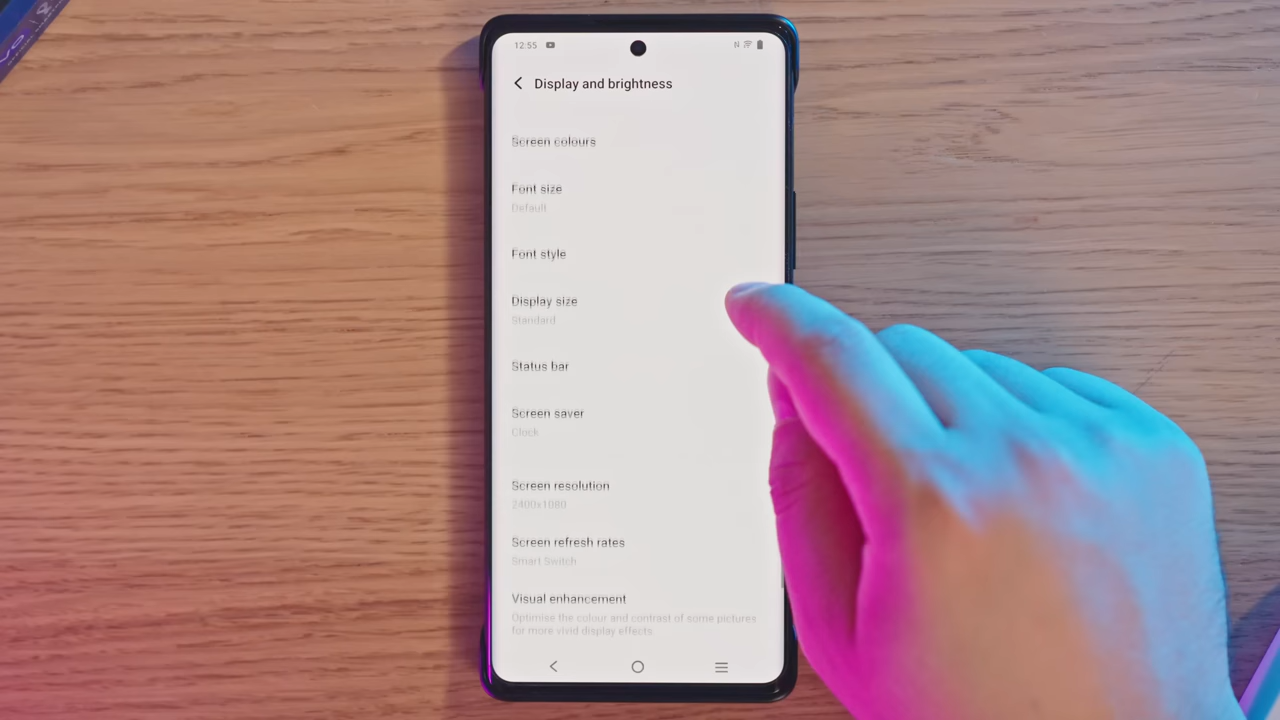 12:55
N
Display and brightness
Screen colours
Font size
Default
Font style
Display size
Standard
Status bar
Screen saver
Clock
Screen resolution
2400x1080
Screen refresh rates
Smart Switch
Visual enhancement
Optimise the colour and contrast of some pictures
for more vivid display effects